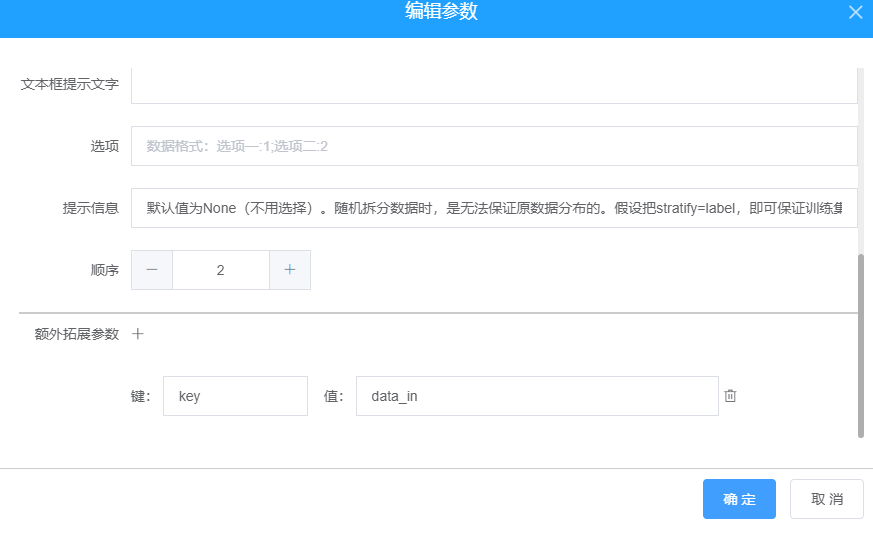 编辑参数
文本框提示文字
选项 数据格式：选项一:1;选项二:2
提示信息 默认值为None（不用选择）。随机拆分数据时，是无法保证原数据分布的。假设把stratify=label，即可保证训练集
顺序 2
额外拓展参数
键： key 值： data_in
确定 取消